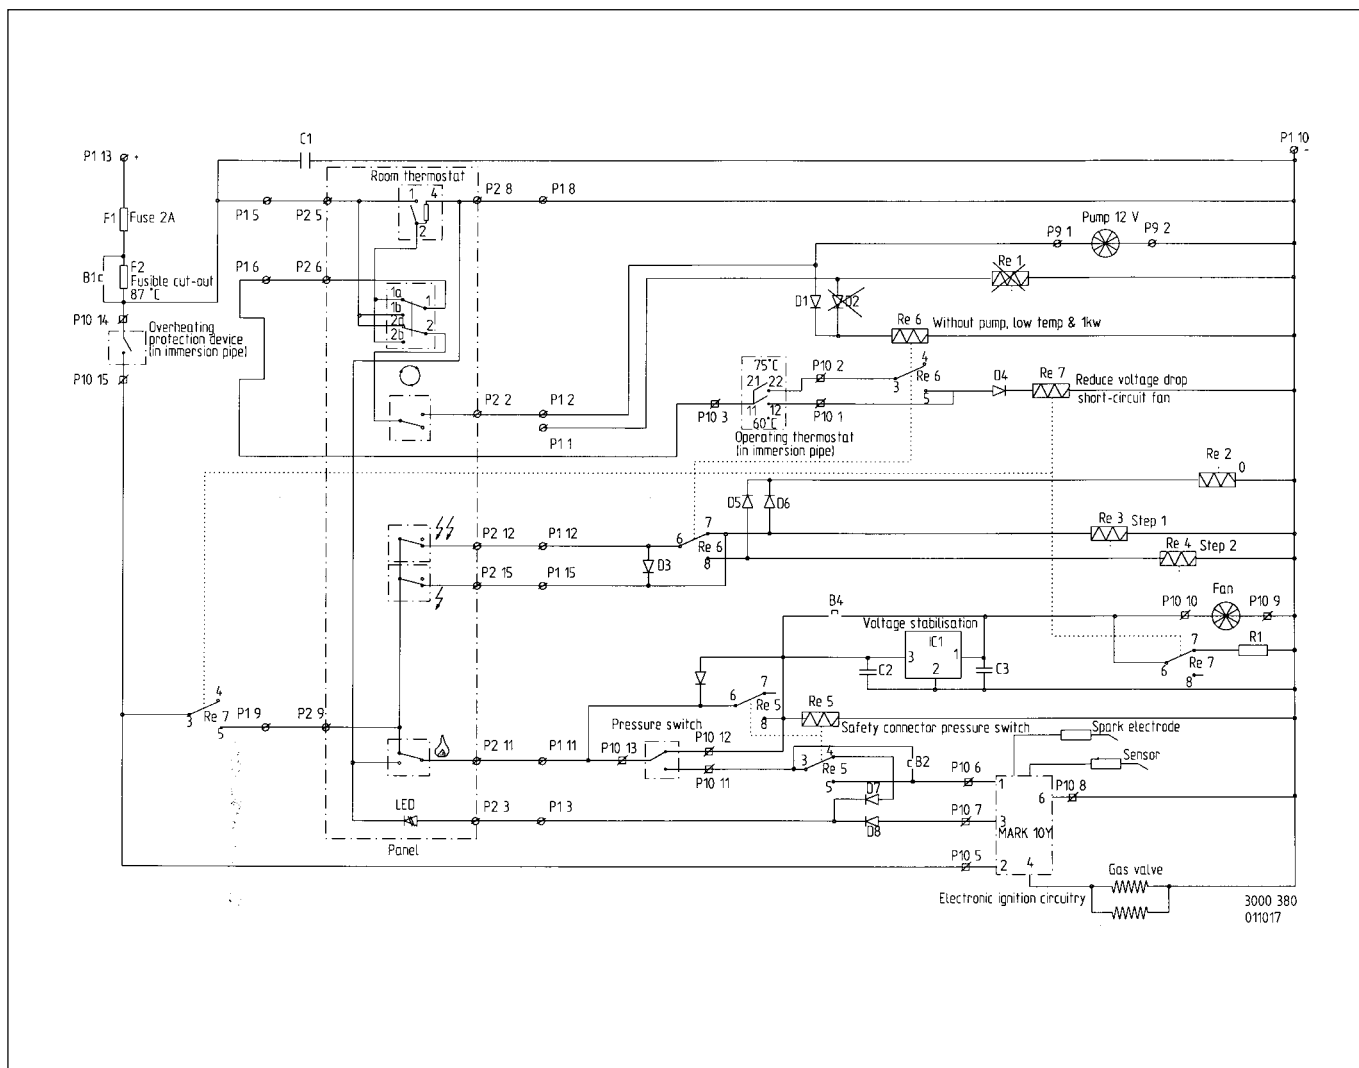 C1
P1 13 +
P1 10 -
Room thermostat
1 4
2
P1 5
P2 5
P2 8
P1 8
F1 Fuse 2A
Pump 12 V
P9 1
P9 2
B1
F2
Fusible cut-out
87 °C
P1 6
P2 6
Re 1
1a
1b
2a
2b
1
2
D1
D2
P10 14
Overheating
protection device
(in immersion pipe)
P10 15
Re 6
Without pump, low temp & 1kw
75°C
21 22
11 12
60°C
P10 2
P10 3
P10 1
4
3
Re 6
5
D4
Re 7
Reduce voltage drop
short-circuit fan
P2 2
P1 2
P1 1
Operating thermostat
(in immersion pipe)
Re 2
0
D5
D6
P2 12
P1 12
6
7
Re 6
8
Re 3
Step 1
Re 4
Step 2
D3
P2 15
P1 15
B4
P10 10
Fan
P10 9
Voltage stabilisation
IC1
3
1
2
C2
C3
7
6
Re 7
8
R1
4
3
Re 7
5
P1 9
P2 9
6
7
Re 5
8
Re 5
Safety connector pressure switch
Pressure switch
P10 12
P10 13
P10 11
P2 11
P1 11
3
4
Re 5
5
B2
Spark electrode
Sensor
P10 6
1
6
P10 8
D7
D8
LED
P2 3
P1 3
P10 7
3
MARK 10Y
Panel
P10 5
2
4
Gas valve
Electronic ignition circuitry
3000 380
011017